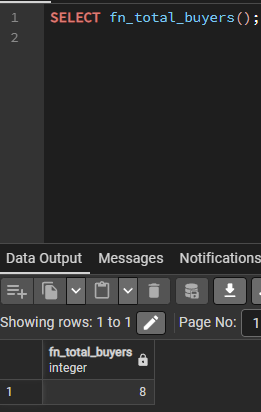 1 SELECT fn_total_buyers();
2
Data Output Messages Notifications
Showing rows: 1 to 1 Page No: 1
fn_total_buyers
integer
1 8